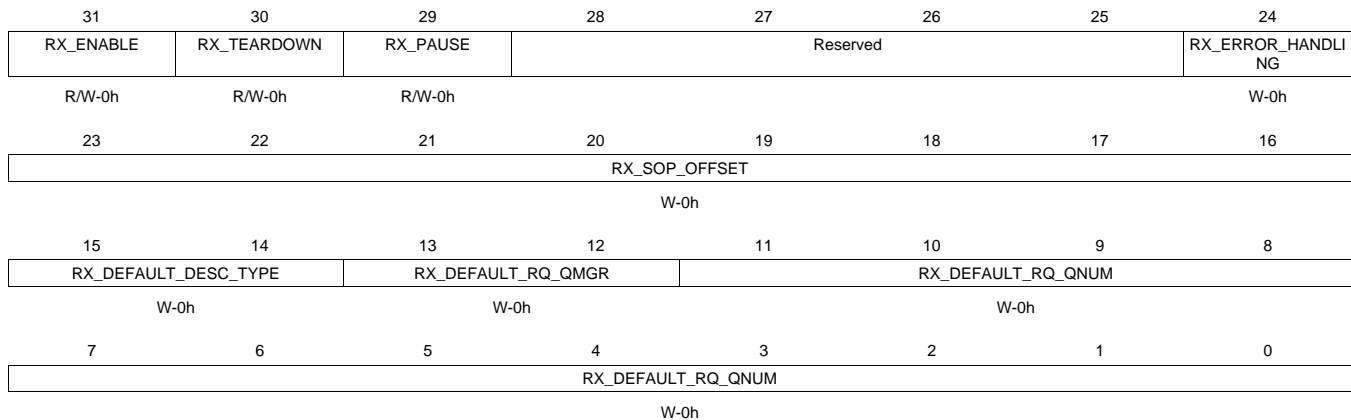 31 30 29 28 27 26 25 24
RX_ENABLE RX_TEARDOWN RX_PAUSE Reserved RX_ERROR_HANDLI
NG
R/W-0h R/W-0h R/W-0h W-0h
23 22 21 20 19 18 17 16
RX_SOP_OFFSET
W-0h
15 14 13 12 11 10 9 8
RX_DEFAULT_DESC_TYPE RX_DEFAULT_RQ_QMGR RX_DEFAULT_RQ_QNUM
W-0h W-0h W-0h
7 6 5 4 3 2 1 0
RX_DEFAULT_RQ_QNUM
W-0h